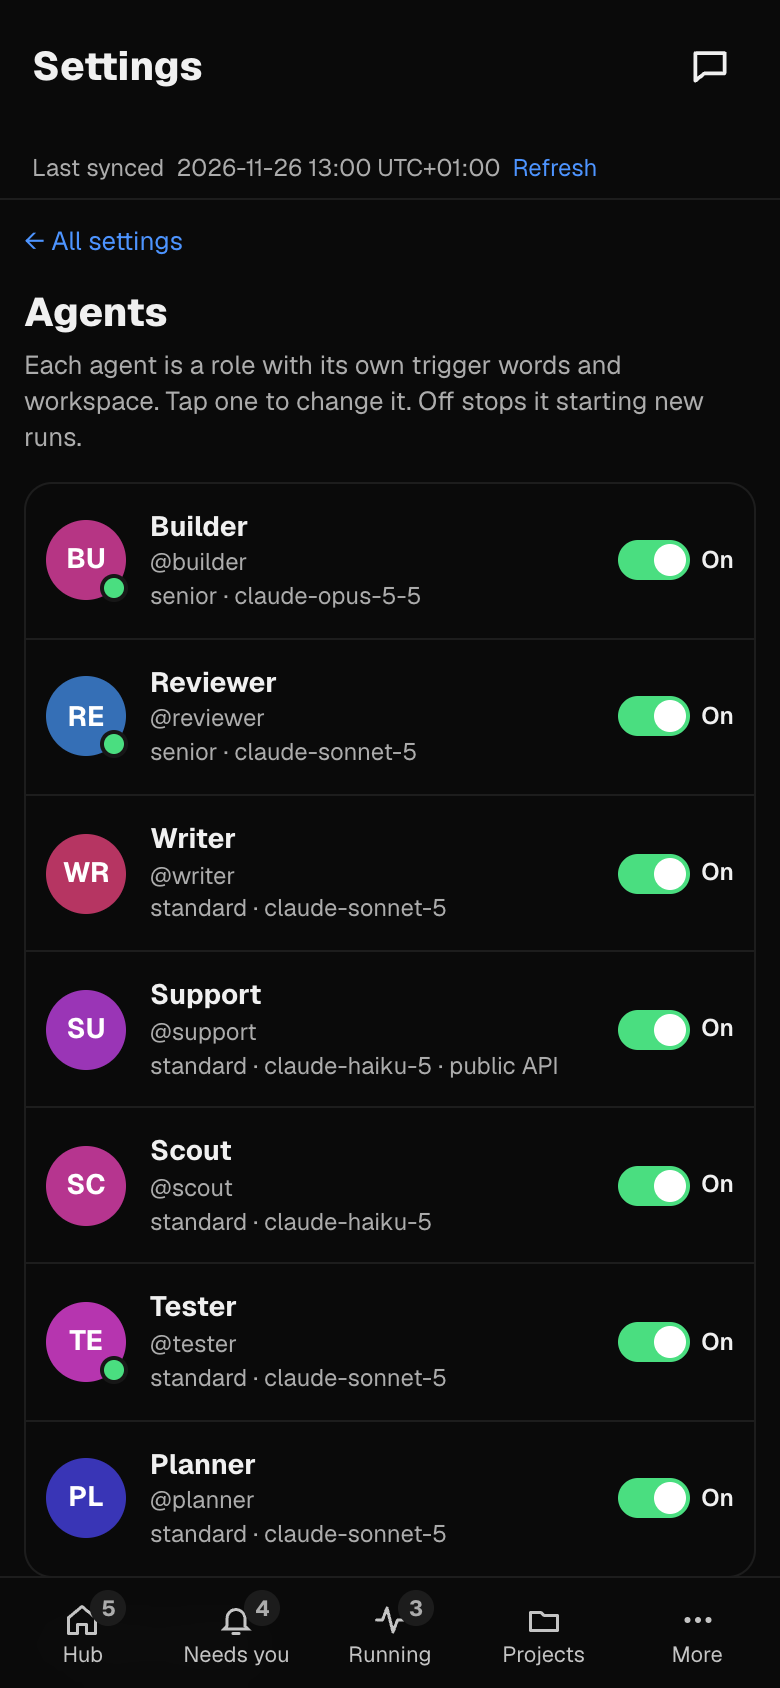 Settings
Last synced 2026-11-26 13:00 UTC+01:00 Refresh
← All settings
Agents
Each agent is a role with its own trigger words and
workspace. Tap one to change it. Off stops it starting new
runs.
BU
Builder
@builder
senior · claude-opus-5-5
On
RE
Reviewer
@reviewer
senior · claude-sonnet-5
On
WR
Writer
@writer
standard · claude-sonnet-5
On
SU
Support
@support
standard · claude-haiku-5 · public API
On
SC
Scout
@scout
standard · claude-haiku-5
On
TE
Tester
@tester
standard · claude-sonnet-5
On
PL
Planner
@planner
standard · claude-sonnet-5
On
5
Hub
4
Needs you
3
Running
Projects
More